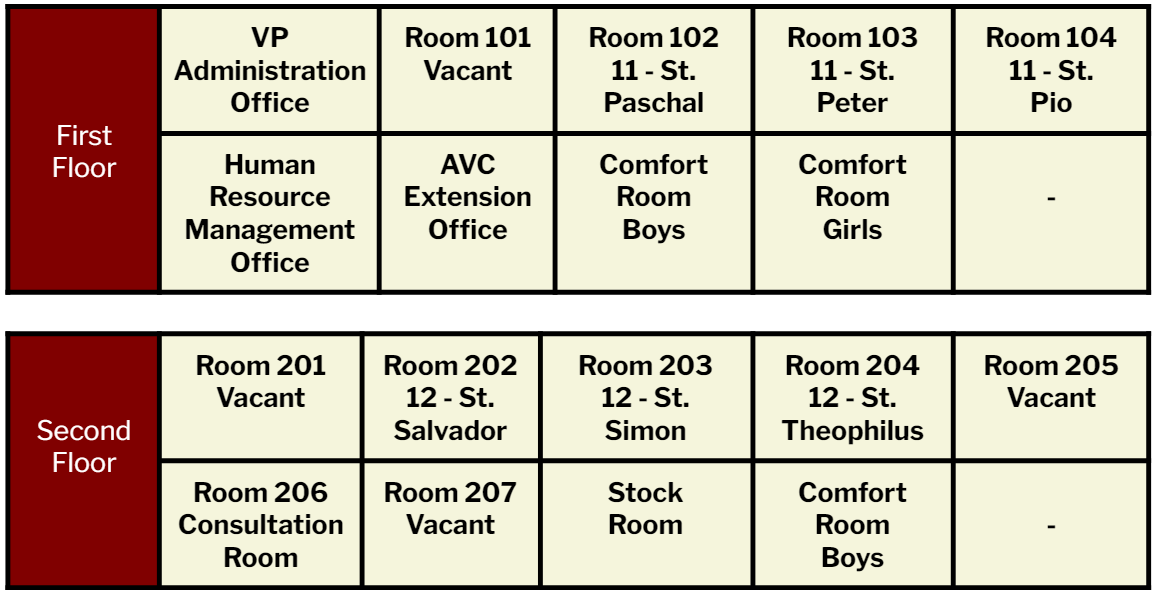 First
Floor
VP
Administration
Office
Room 101
Vacant
Room 102
11 - St.
Paschal
Room 103
11 - St.
Peter
Room 104
11 - St.
Pio
Human
Resource
Management
Office
AVC
Extension
Office
Comfort
Room
Boys
Comfort
Room
Girls
-
Second
Floor
Room 201
Vacant
Room 202
12 - St.
Salvador
Room 203
12 - St.
Simon
Room 204
12 - St.
Theophilus
Room 205
Vacant
Room 206
Consultation
Room
Room 207
Vacant
Stock
Room
Comfort
Room
Boys
-